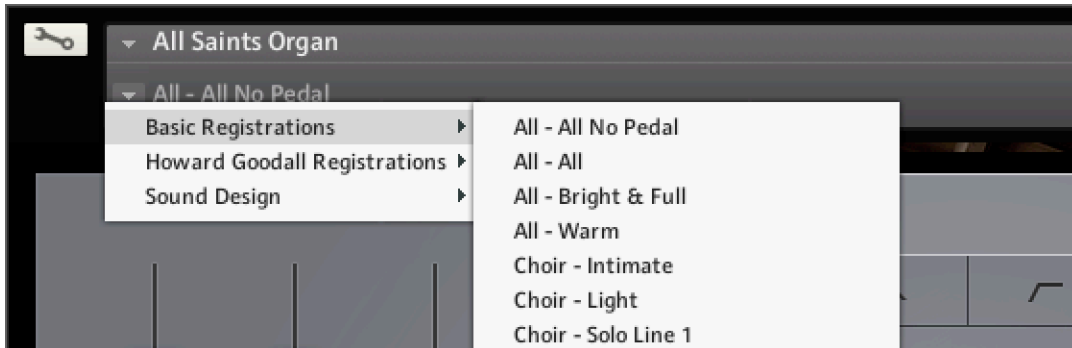 All Saints Organ
All - All No Pedal
Basic Registrations
Howard Goodall Registrations
Sound Design
All - All No Pedal
All - All
All - Bright & Full
All - Warm
Choir - Intimate
Choir - Light
Choir - Solo Line 1